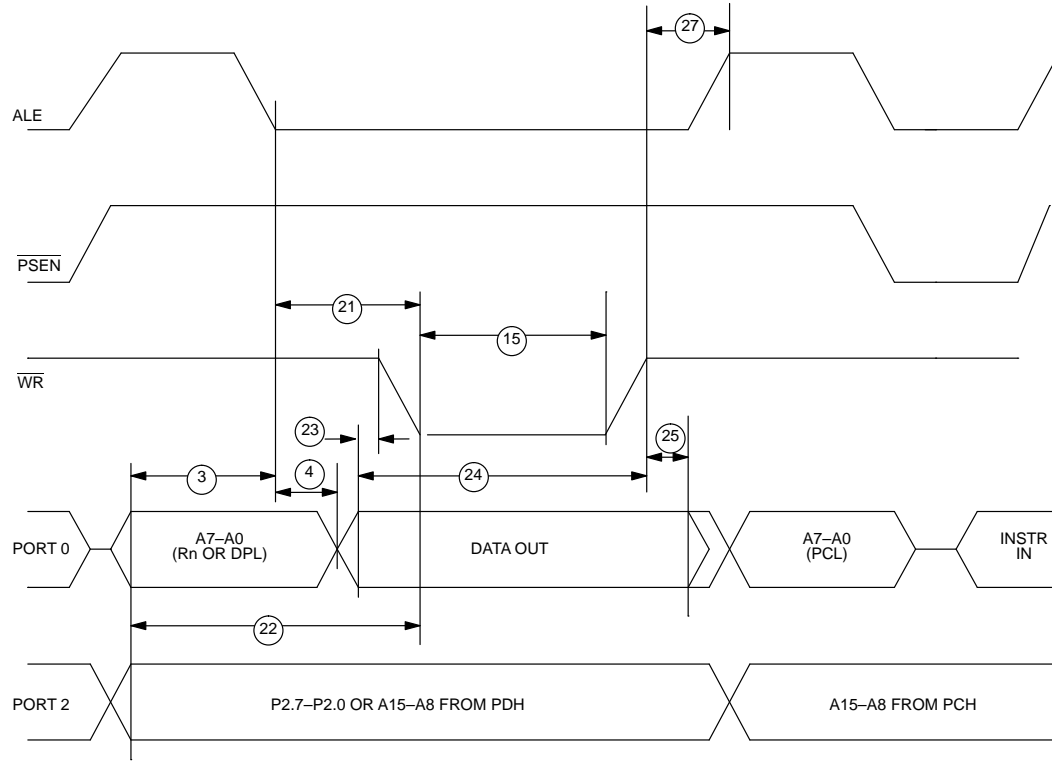 27
ALE
PSEN
21
15
WR
23
25
3
4
24
PORT 0
A7–A0
(Rn OR DPL)
DATA OUT
A7–A0
(PCL)
INSTR
IN
22
PORT 2
P2.7–P2.0 OR A15–A8 FROM PDH
A15–A8 FROM PCH